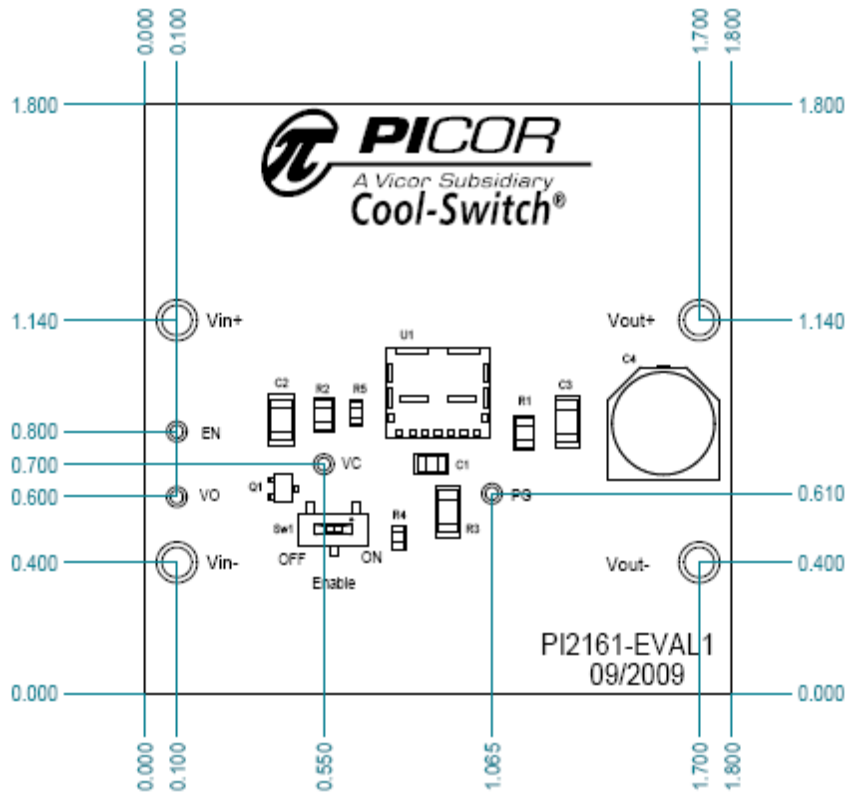 0.000
0.100
1.700
1.800
1.800
1.800
PICOR
A Vicor Subsidiary
Cool-Switch®
1.140
Vin+
Vout+
1.140
U1
C4
C2
R2
R5
R1
C3
0.800
EN
0.700
VC
C1
0.600
VO
Q1
PG
0.610
R4
Sw1
R3
0.400
Vin-
OFF
ON
Vout-
0.400
Enable
PI2161-EVAL1
09/2009
0.000
0.000
0.000
0.100
0.550
1.065
1.700
1.800